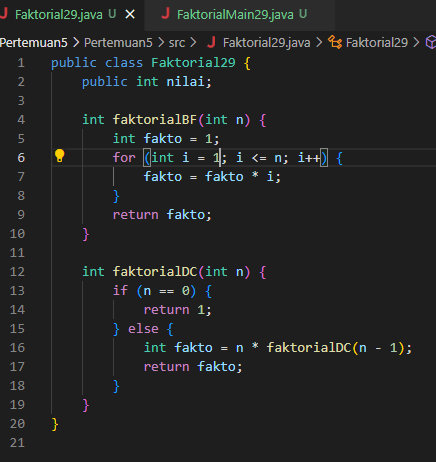 Faktorial29.java U X FaktorialMain29.java U
Pertemuan5 > Pertemuan5 > src > Faktorial29.java > Faktorial29 >
1 public class Faktorial29 {
2 public int nilai;
3
4 int faktorialBF(int n) {
5 int fakto = 1;
6 for (int i = 1; i <= n; i++) {
7 fakto = fakto * i;
8 }
9 return fakto;
10 }
11
12 int faktorialDC(int n) {
13 if (n == 0) {
14 return 1;
15 } else {
16 int fakto = n * faktorialDC(n - 1);
17 return fakto;
18 }
19 }
20 }
21